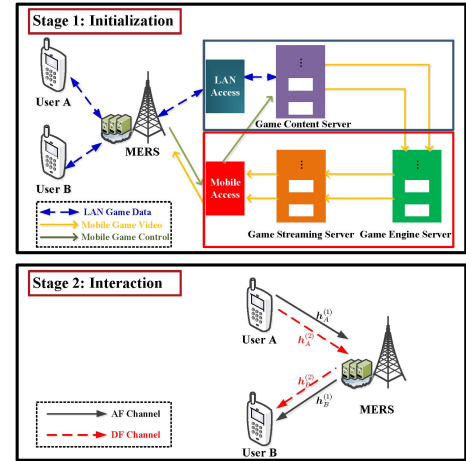 Stage 1: Initialization
User A
User B
MERS
LAN
Access
Game Content Server
Mobile
Access
Game Streaming Server
Game Engine Server
LAN Game Data
Mobile Game Video
Mobile Game Control
Stage 2: Interaction
User A
h_A^{(1)}
h_A^{(2)}
MERS
h_B^{(2)}
h_B^{(1)}
User B
AF Channel
DF Channel